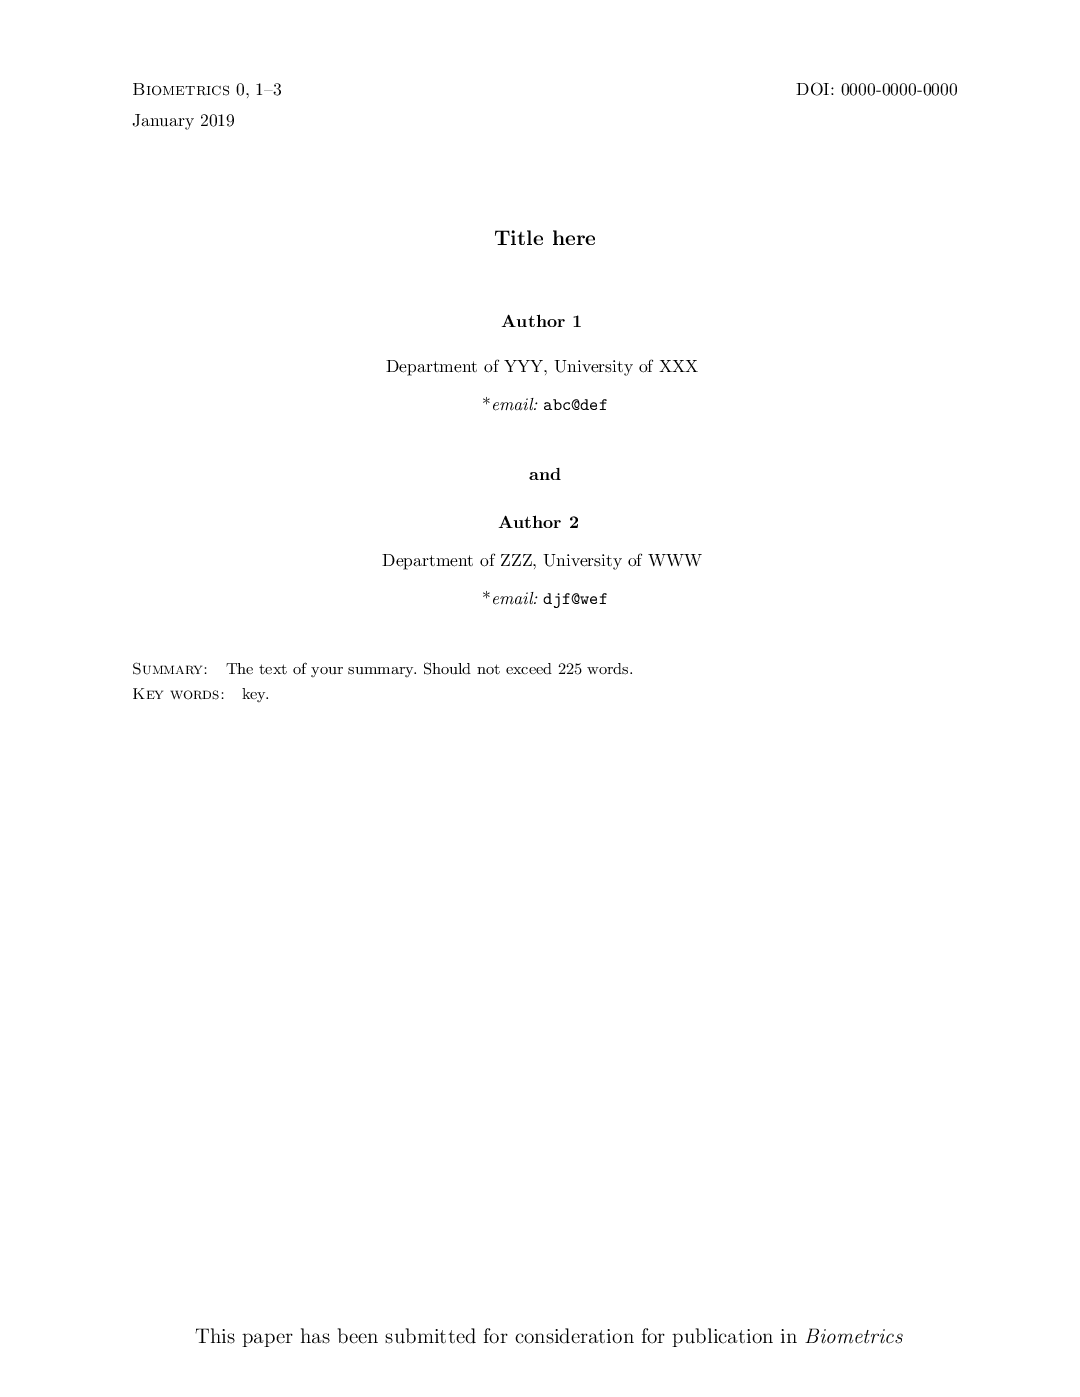 Biometrics 0, 1–3 DOI: 0000-0000-0000
January 2019
Title here
Author 1
Department of YYY, University of XXX
*email: abc@def
and
Author 2
Department of ZZZ, University of WWW
*email: djf@wef
Summary: The text of your summary. Should not exceed 225 words.
Key words: key.
This paper has been submitted for consideration for publication in Biometrics